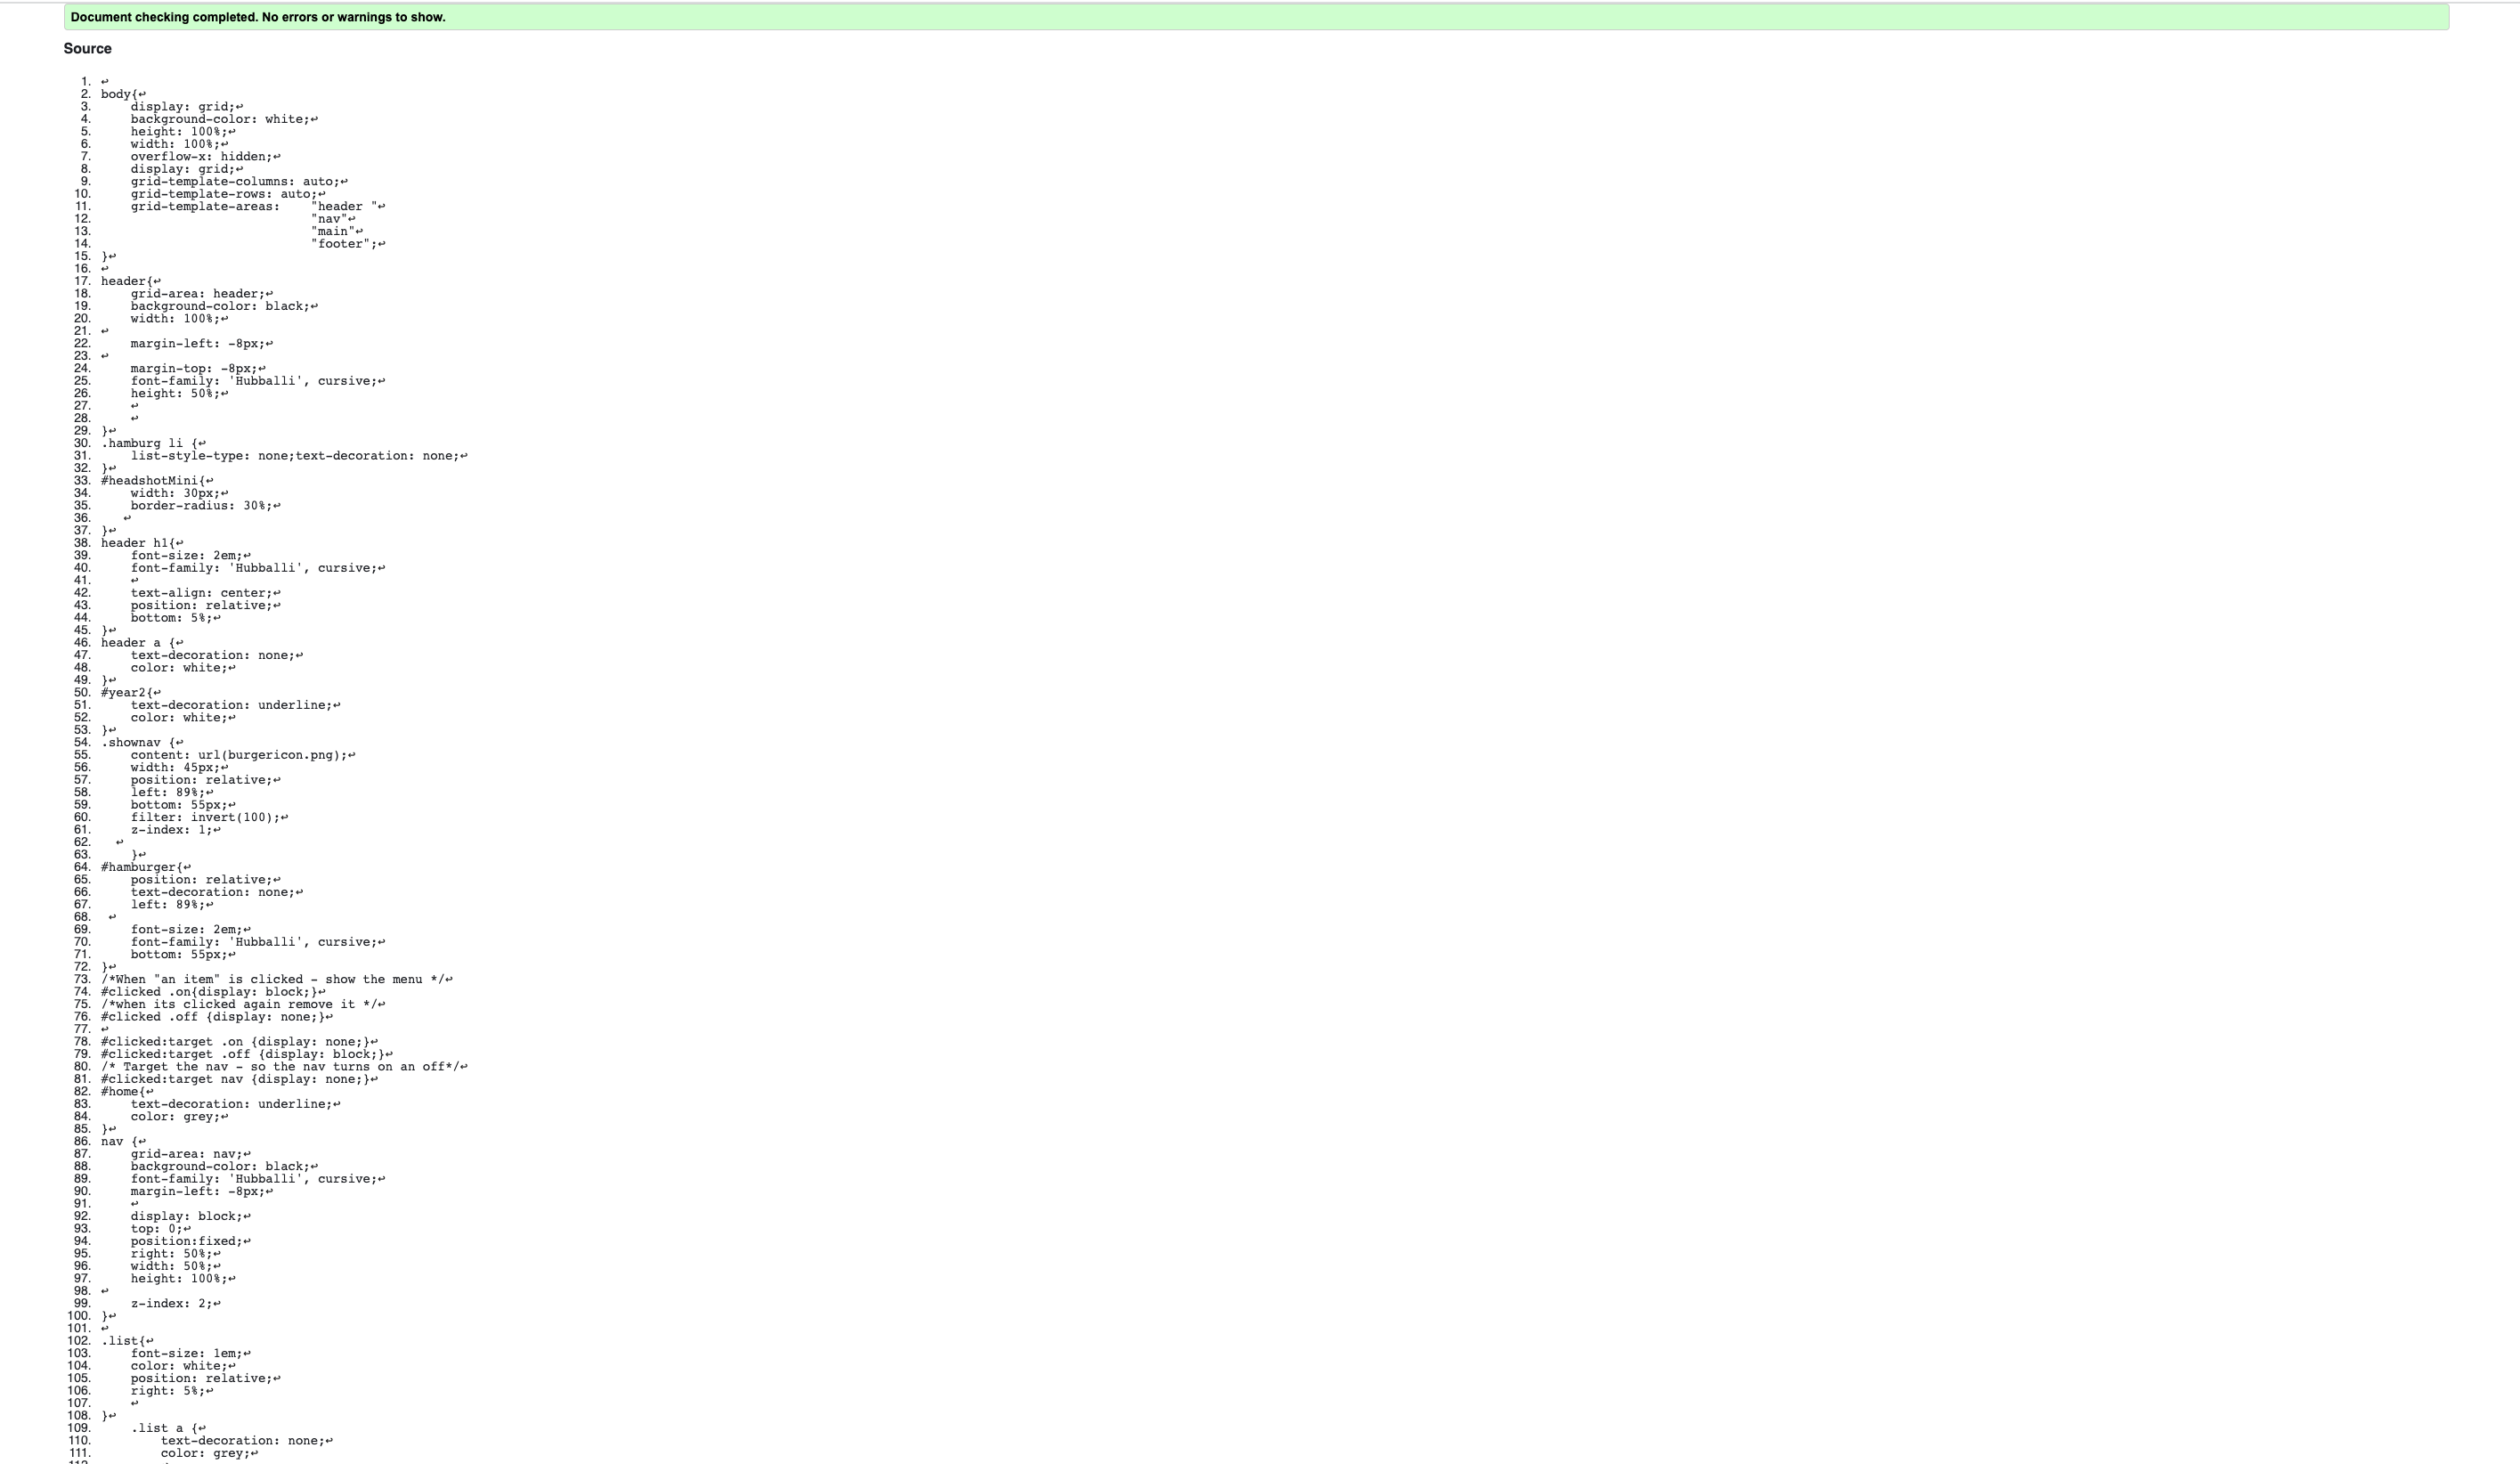 Document checking completed. No errors or warnings to show.
Source
1. ↩
2. body{↩
3.     display: grid;↩
4.     background-color: white;↩
5.     height: 100%;↩
6.     width: 100%;↩
7.     overflow-x: hidden;↩
8.     display: grid;↩
9.     grid-template-columns: auto;↩
10.     grid-template-rows: auto;↩
11.     grid-template-areas:    "header "↩
12.                             "nav"↩
13.                             "main"↩
14.                             "footer";↩
15. }↩
16. ↩
17. header{↩
18.     grid-area: header;↩
19.     background-color: black;↩
20.     width: 100%;↩
21. ↩
22.     margin-left: -8px;↩
23. ↩
24.     margin-top: -8px;↩
25.     font-family: 'Hubballi', cursive;↩
26.     height: 50%;↩
27.     ↩
28.     ↩
29. }↩
30. .hamburg li {↩
31.     list-style-type: none;text-decoration: none;↩
32. }↩
33. #headshotMini{↩
34.     width: 30px;↩
35.     border-radius: 30%;↩
36.    ↩
37. }↩
38. header h1{↩
39.     font-size: 2em;↩
40.     font-family: 'Hubballi', cursive;↩
41.     ↩
42.     text-align: center;↩
43.     position: relative;↩
44.     bottom: 5%;↩
45. }↩
46. header a {↩
47.     text-decoration: none;↩
48.     color: white;↩
49. }↩
50. #year2{↩
51.     text-decoration: underline;↩
52.     color: white;↩
53. }↩
54. .shownav {↩
55.     content: url(burgericon.png);↩
56.     width: 45px;↩
57.     position: relative;↩
58.     left: 89%;↩
59.     bottom: 55px;↩
60.     filter: invert(100);↩
61.     z-index: 1;↩
62.   ↩
63.     }↩
64. #hamburger{↩
65.     position: relative;↩
66.     text-decoration: none;↩
67.     left: 89%;↩
68.  ↩
69.     font-size: 2em;↩
70.     font-family: 'Hubballi', cursive;↩
71.     bottom: 55px;↩
72. }↩
73. /*When "an item" is clicked - show the menu */↩
74. #clicked .on{display: block;}↩
75. /*when its clicked again remove it */↩
76. #clicked .off {display: none;}↩
77. ↩
78. #clicked:target .on {display: none;}↩
79. #clicked:target .off {display: block;}↩
80. /* Target the nav - so the nav turns on an off*/↩
81. #clicked:target nav {display: none;}↩
82. #home{↩
83.     text-decoration: underline;↩
84.     color: grey;↩
85. }↩
86. nav {↩
87.     grid-area: nav;↩
88.     background-color: black;↩
89.     font-family: 'Hubballi', cursive;↩
90.     margin-left: -8px;↩
91.     ↩
92.     display: block;↩
93.     top: 0;↩
94.     position:fixed;↩
95.     right: 50%;↩
96.     width: 50%;↩
97.     height: 100%;↩
98. ↩
99.     z-index: 2;↩
100. }↩
101. ↩
102. .list{↩
103.     font-size: 1em;↩
104.     color: white;↩
105.     position: relative;↩
106.     right: 5%;↩
107.     ↩
108. }↩
109.     .list a {↩
110.         text-decoration: none;↩
111.         color: grey;↩